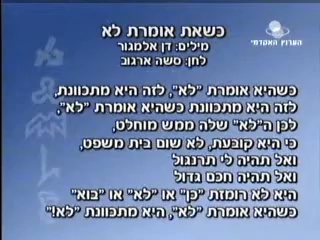 כשאת אומרת לא
מילים: דן אלמגור
לחן: סשה ארגוב
הערוץ האקדמי
כשהיא אומרת "לא", לזה היא מתכוונת,
לזה היא מתכוונת כשהיא אומרת "לא",
לכן ה"לא" שלה ממש מוחלט,
כי היא קובעת, לא שום בית משפט,
ואל תהיה לי תרנגול
ואל תהיה חכם גדול
היא לא רומזת "כן" או "לא" או "בוא"
כשהיא אומרת "לא", היא מתכוונת "לא!"